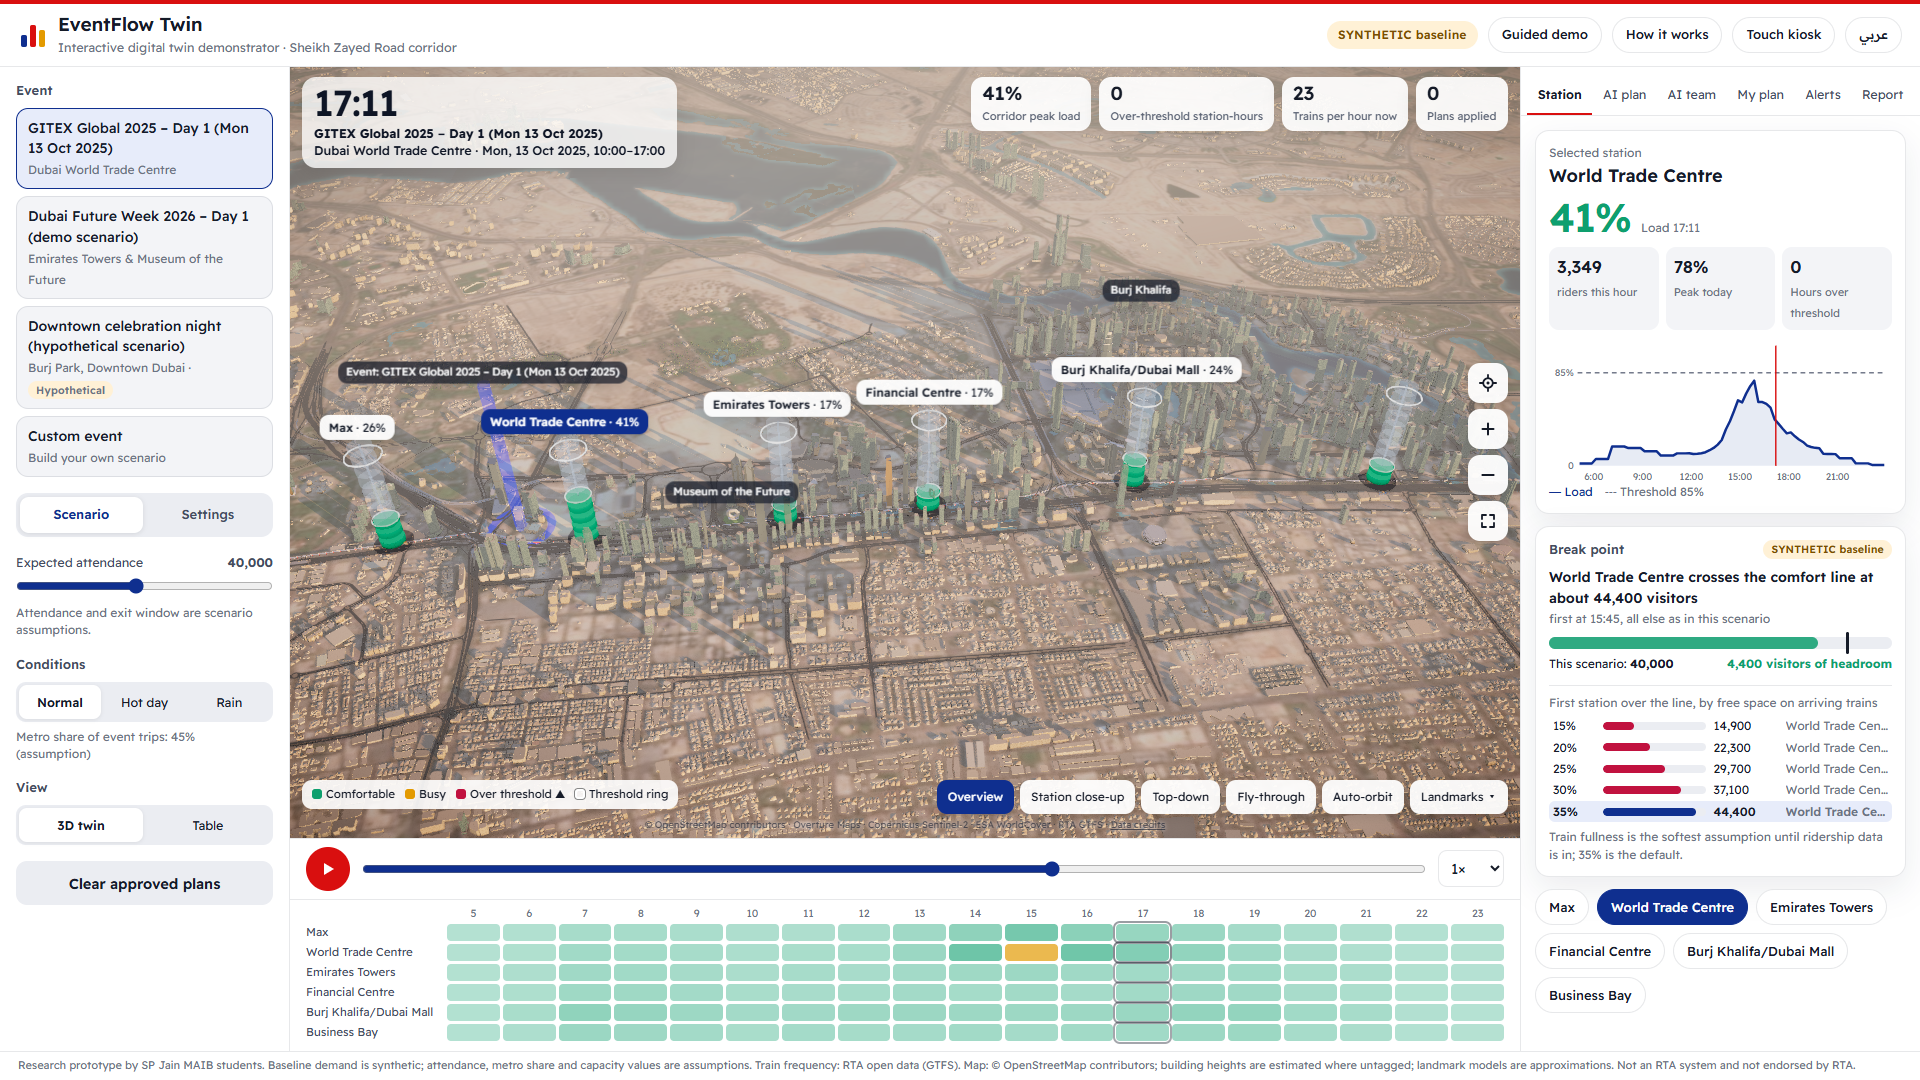 EventFlow Twin
Interactive digital twin demonstrator · Sheikh Zayed Road corridor
SYNTHETIC baseline
Guided demo
How it works
Touch kiosk
عربي
Event
GITEX Global 2025 – Day 1 (Mon
13 Oct 2025)
Dubai World Trade Centre
Dubai Future Week 2026 – Day 1
(demo scenario)
Emirates Towers & Museum of the
Future
Downtown celebration night
(hypothetical scenario)
Burj Park, Downtown Dubai ·
Hypothetical
Custom event
Build your own scenario
Scenario
Settings
Expected attendance
40,000
Attendance and exit window are scenario
assumptions.
Conditions
Normal
Hot day
Rain
Metro share of event trips: 45%
(assumption)
View
3D twin
Table
Clear approved plans
17:11
GITEX Global 2025 – Day 1 (Mon 13 Oct 2025)
Dubai World Trade Centre · Mon, 13 Oct 2025, 10:00–17:00
41%
Corridor peak load
0
Over-threshold station-hours
23
Trains per hour now
0
Plans applied
Burj Khalifa
Event: GITEX Global 2025 – Day 1 (Mon 13 Oct 2025)
Burj Khalifa/Dubai Mall · 24%
Financial Centre · 17%
Emirates Towers · 17%
World Trade Centre · 41%
Max · 26%
Museum of the Future
Comfortable
Busy
Over threshold ▲
Threshold ring
Overview
Station close-up
Top-down
Fly-through
Auto-orbit
Landmarks
© OpenStreetMap contributors · Overture Maps · Copernicus Sentinel-2 · ESA WorldCover · RTA GTFS · Data credits
1×
5 6 7 8 9 10 11 12 13 14 15 16 17 18 19 20 21 22 23
Max
World Trade Centre
Emirates Towers
Financial Centre
Burj Khalifa/Dubai Mall
Business Bay
Station
AI plan
AI team
My plan
Alerts
Report
Selected station
World Trade Centre
41% Load 17:11
3,349
riders this hour
78%
Peak today
0
Hours over
threshold
85%
0
6:00 9:00 12:00 15:00 18:00 21:00
— Load --- Threshold 85%
Break point
SYNTHETIC baseline
World Trade Centre crosses the comfort line at
about 44,400 visitors
first at 15:45, all else as in this scenario
This scenario: 40,000
4,400 visitors of headroom
First station over the line, by free space on arriving trains
15% 14,900 World Trade Cen...
20% 22,300 World Trade Cen...
25% 29,700 World Trade Cen...
30% 37,100 World Trade Cen...
35% 44,400 World Trade Ce...
Train fullness is the softest assumption until ridership data
is in; 35% is the default.
Max
World Trade Centre
Emirates Towers
Financial Centre
Burj Khalifa/Dubai Mall
Business Bay
Research prototype by SP Jain MAIB students. Baseline demand is synthetic; attendance, metro share and capacity values are assumptions. Train frequency: RTA open data (GTFS). Map: © OpenStreetMap contributors; building heights are estimated where untagged; landmark models are approximations. Not an RTA system and not endorsed by RTA.